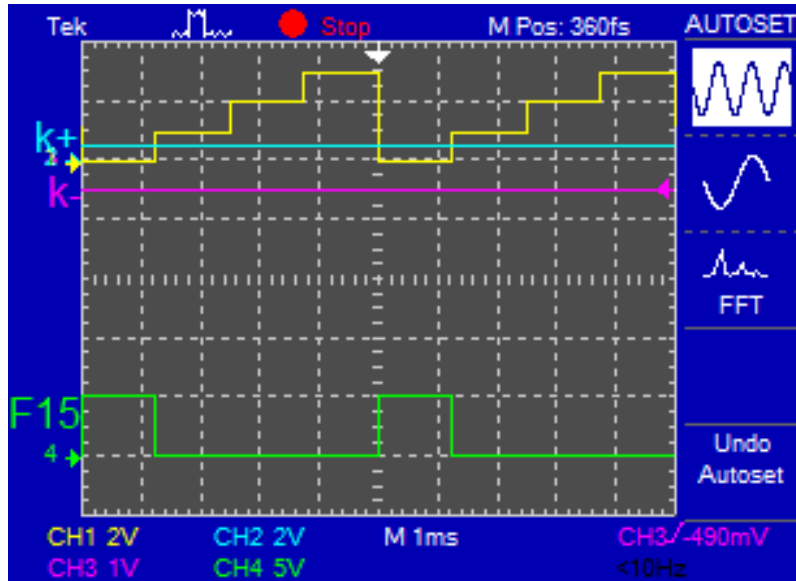 Tek Stop M Pos: 360fs AUTOSET
k+
k-
FFT
F15
4
Undo
Autoset
CH1 2V CH2 2V M 1ms CH3 -490mV
CH3 1V CH4 5V <10Hz